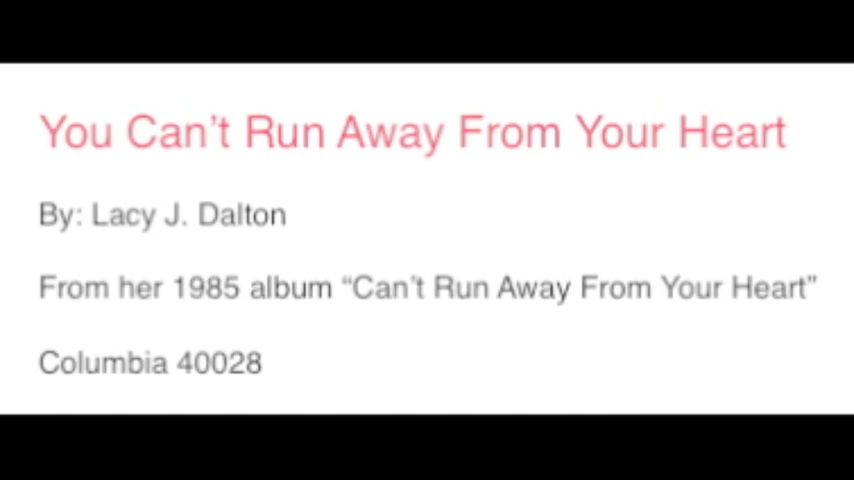 You Can’t Run Away From Your Heart
By: Lacy J. Dalton
From her 1985 album “Can’t Run Away From Your Heart”
Columbia 40028